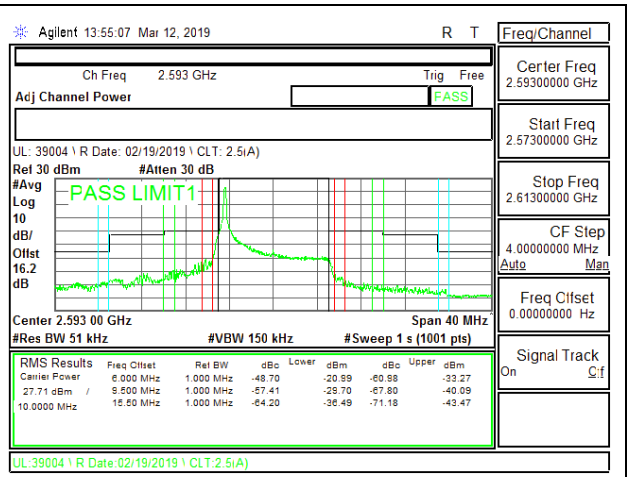 Agilent 13:55:07 Mar 12, 2019 R T
Freq/Channel
Ch Freq 2.593 GHz Trig Free
Adj Channel Power PASS
UL: 39004 \ R Date: 02/19/2019 \ CLT: 2.5(A)
Ref 30 dBm #Atten 30 dB
#Avg
Log
10
dB/
Offst
16.2
dB
PASS LIMIT1
Center 2.593 00 GHz Span 40 MHz
#Res BW 51 kHz #VBW 150 kHz #Sweep 1 s (1001 pts)
RMS Results Freq Offset Ref BW dBc Lower dBm dBc Upper dBm
Carrier Power 6.000 MHz 1.000 MHz -48.70 -20.99 -60.98 -33.27
27.71 dBm / 9.500 MHz 1.000 MHz -57.41 -29.70 -67.80 -40.09
10.0000 MHz 15.50 MHz 1.000 MHz -64.20 -36.49 -71.18 -43.47
UL:39004 \ R Date:02/19/2019 \ CLT:2.5(A)
Center Freq
2.59300000 GHz
Start Freq
2.57300000 GHz
Stop Freq
2.61300000 GHz
CF Step
4.00000000 MHz
Auto Man
Freq Offset
0.00000000 Hz
Signal Track
On Off